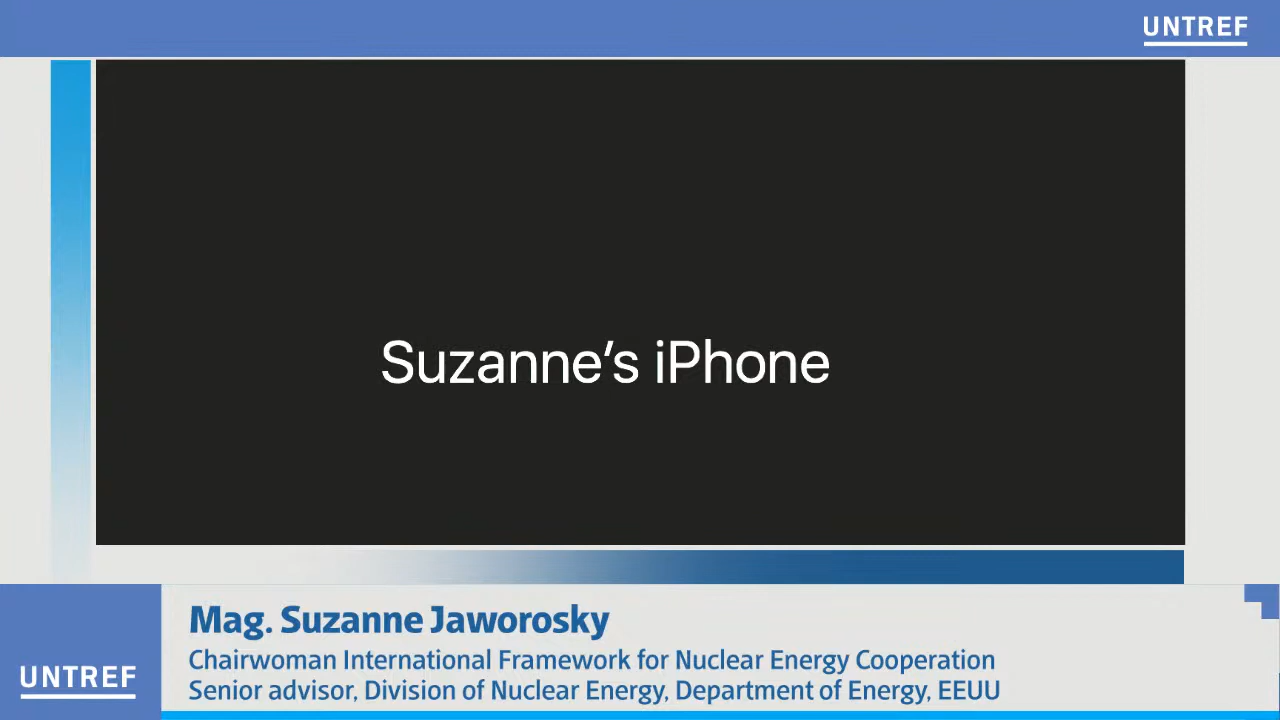 UNTREF
Suzanne’s iPhone
Mag. Suzanne Jaworosky
Chairwoman International Framework for Nuclear Energy Cooperation
Senior advisor, Division of Nuclear Energy, Department of Energy, EEUU
UNTREF